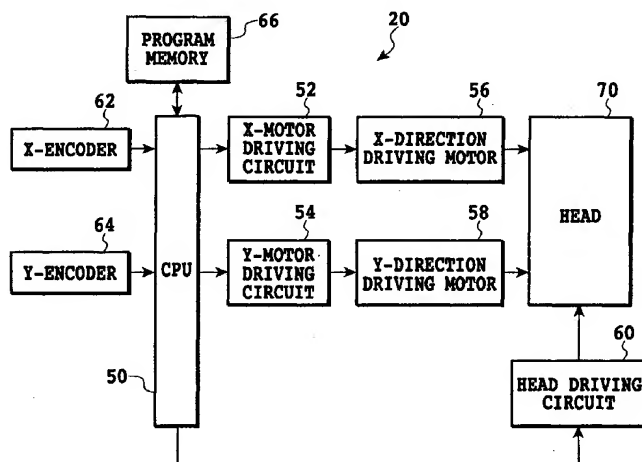 PROGRAM
MEMORY
66
20
62
X-ENCODER
52
X-MOTOR
DRIVING
CIRCUIT
56
X-DIRECTION
DRIVING MOTOR
70
HEAD
64
Y-ENCODER
CPU
54
Y-MOTOR
DRIVING
CIRCUIT
58
Y-DIRECTION
DRIVING MOTOR
50
60
HEAD DRIVING
CIRCUIT